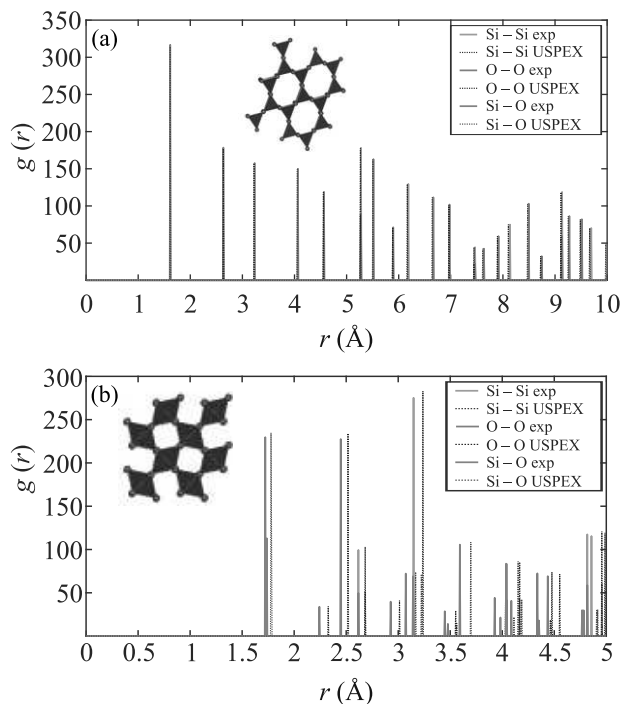 (a)
g (r)
350
300
250
200
150
100
50
Si – Si exp
Si – Si USPEX
O – O exp
O – O USPEX
Si – O exp
Si – O USPEX
0 1 2 3 4 5 6 7 8 9 10
r (Å)
(b)
g (r)
300
250
200
150
100
50
Si – Si exp
Si – Si USPEX
O – O exp
O – O USPEX
Si – O exp
Si – O USPEX
0 0.5 1 1.5 2 2.5 3 3.5 4 4.5 5
r (Å)